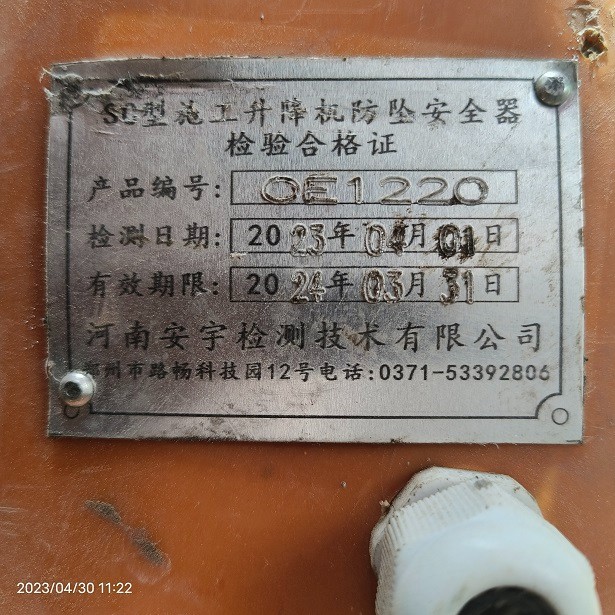 SC型施工升降机防坠安全器
检验合格证
产品编号: OE1220
检测日期: 2023年04月01日
有效期限: 2024年03月31日
河南安宇检测技术有限公司
郑州市路畅科技园12号电话:0371-53392806
2023/04/30 11:22